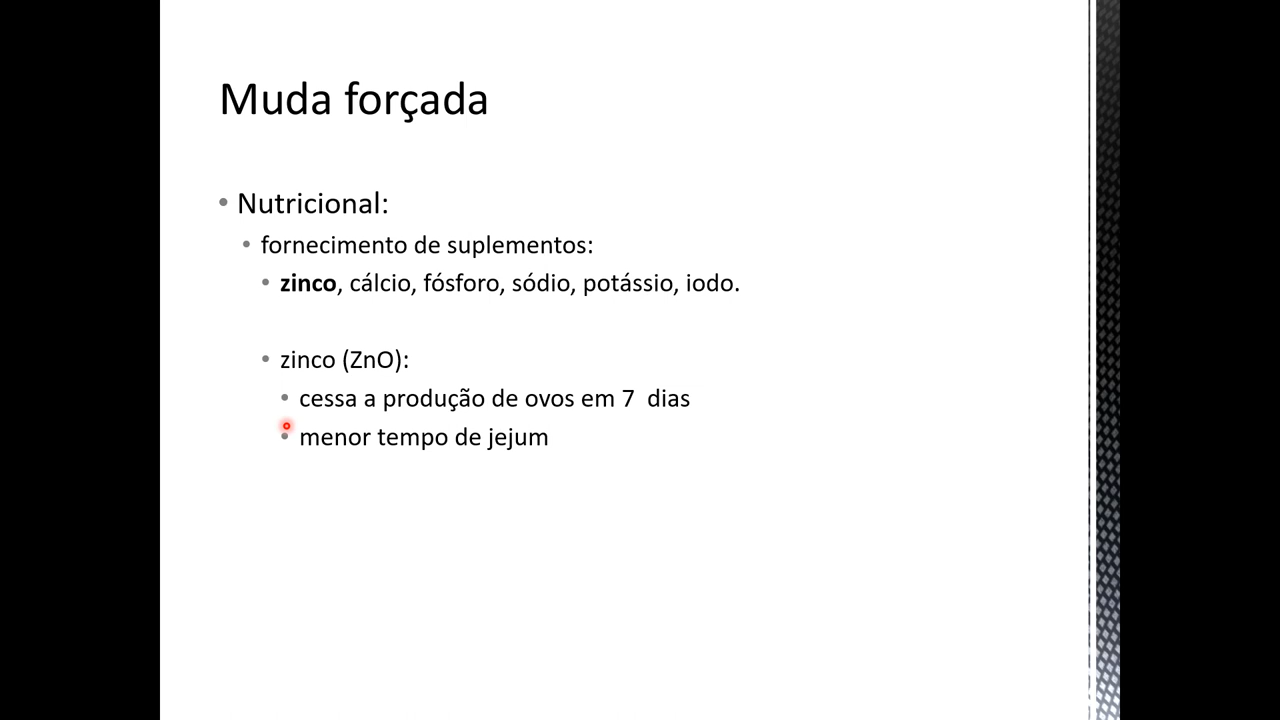 Muda forçada
• Nutricional:
• fornecimento de suplementos:
• zinco, cálcio, fósforo, sódio, potássio, iodo.
• zinco (ZnO):
• cessa a produção de ovos em 7  dias
• menor tempo de jejum